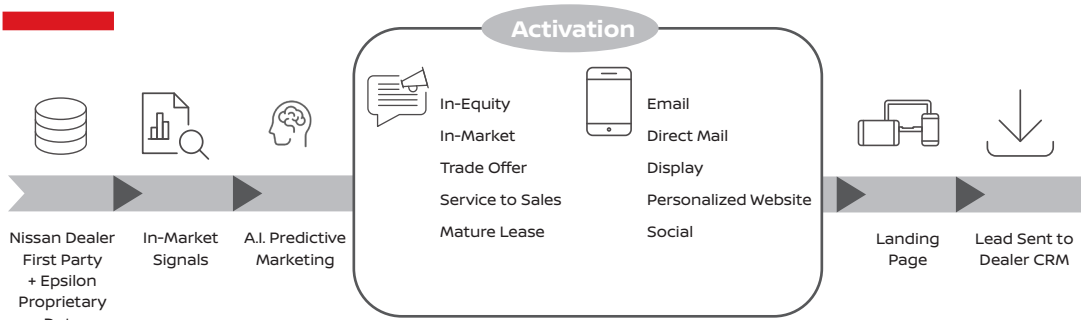 Activation
In-Equity
In-Market
Trade Offer
Service to Sales
Mature Lease
Email
Direct Mail
Display
Personalized Website
Social
Nissan Dealer
First Party
+ Epsilon
Proprietary
In-Market
Signals
A.I. Predictive
Marketing
Landing
Page
Lead Sent to
Dealer CRM